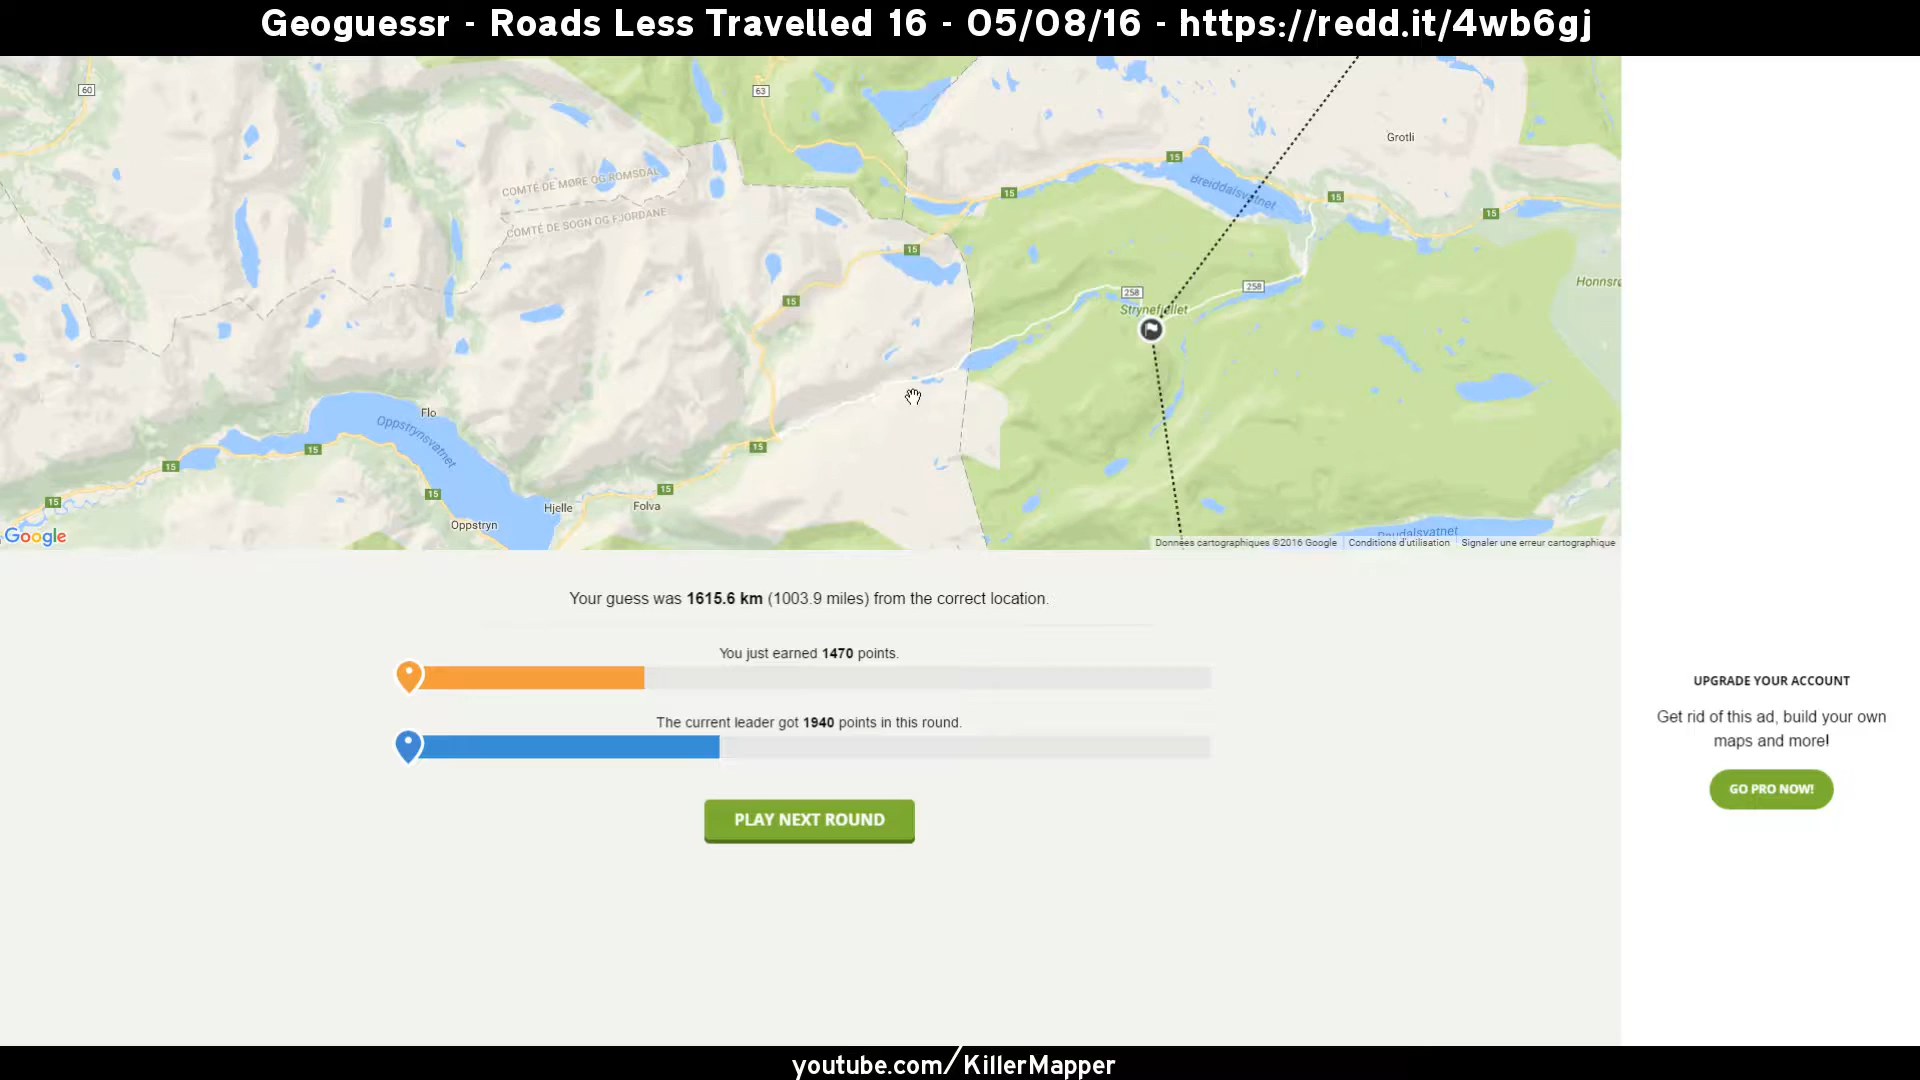 Geoguessr - Roads Less Travelled 16 - 05/08/16 - https://redd.it/4wb6gj
60
63
Grotli
15
Breiddalsvatnet
COMTÉ DE MØRE OG ROMSDAL
15
15
15
COMTÉ DE SOGN OG FJORDANE
15
258
258
Strynefjellet
15
Flo
Oppstrynsvatnet
15
15
15
15
15
15
Hjelle
Folva
Oppstryn
Google
Données cartographiques ©2016 Google
Conditions d'utilisation
Signaler une erreur cartographique
Your guess was 1615.6 km (1003.9 miles) from the correct location.
You just earned 1470 points.
The current leader got 1940 points in this round.
PLAY NEXT ROUND
UPGRADE YOUR ACCOUNT
Get rid of this ad, build your own
maps and more!
GO PRO NOW!
youtube.com/KillerMapper